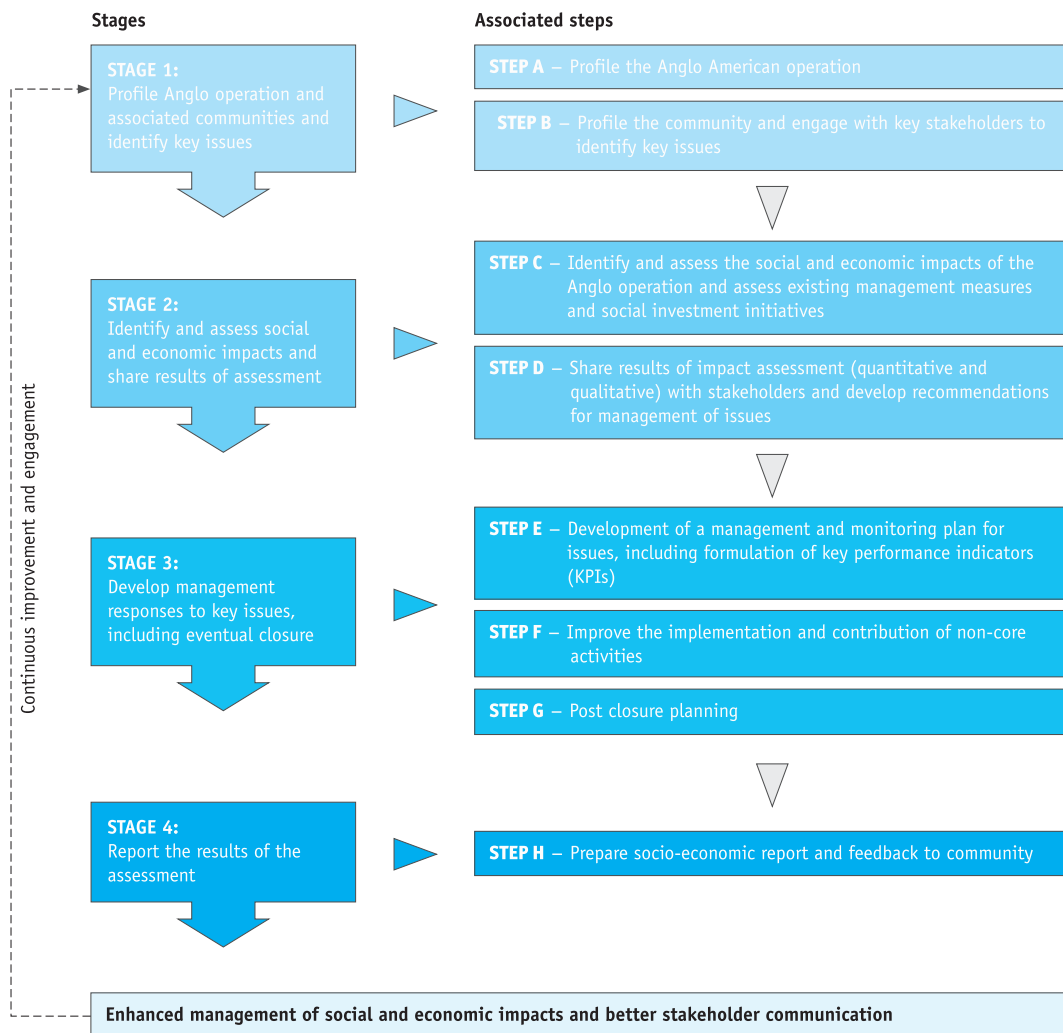 Stages
Associated steps
STAGE 1:
Profile Anglo operation and
associated communities and
identify key issues
STEP A – Profile the Anglo American operation
STEP B – Profile the community and engage with key stakeholders to
identify key issues
STAGE 2:
Identify and assess social
and economic impacts and
share results of assessment
STEP C – Identify and assess the social and economic impacts of the
Anglo operation and assess existing management measures
and social investment initiatives
STEP D – Share results of impact assessment (quantitative and
qualitative) with stakeholders and develop recommendations
for management of issues
STAGE 3:
Develop management
responses to key issues,
including eventual closure
STEP E – Development of a management and monitoring plan for
issues, including formulation of key performance indicators
(KPIs)
STEP F – Improve the implementation and contribution of non-core
activities
STEP G – Post closure planning
STAGE 4:
Report the results of the
assessment
STEP H – Prepare socio-economic report and feedback to community
Enhanced management of social and economic impacts and better stakeholder communication
Continuous improvement and engagement